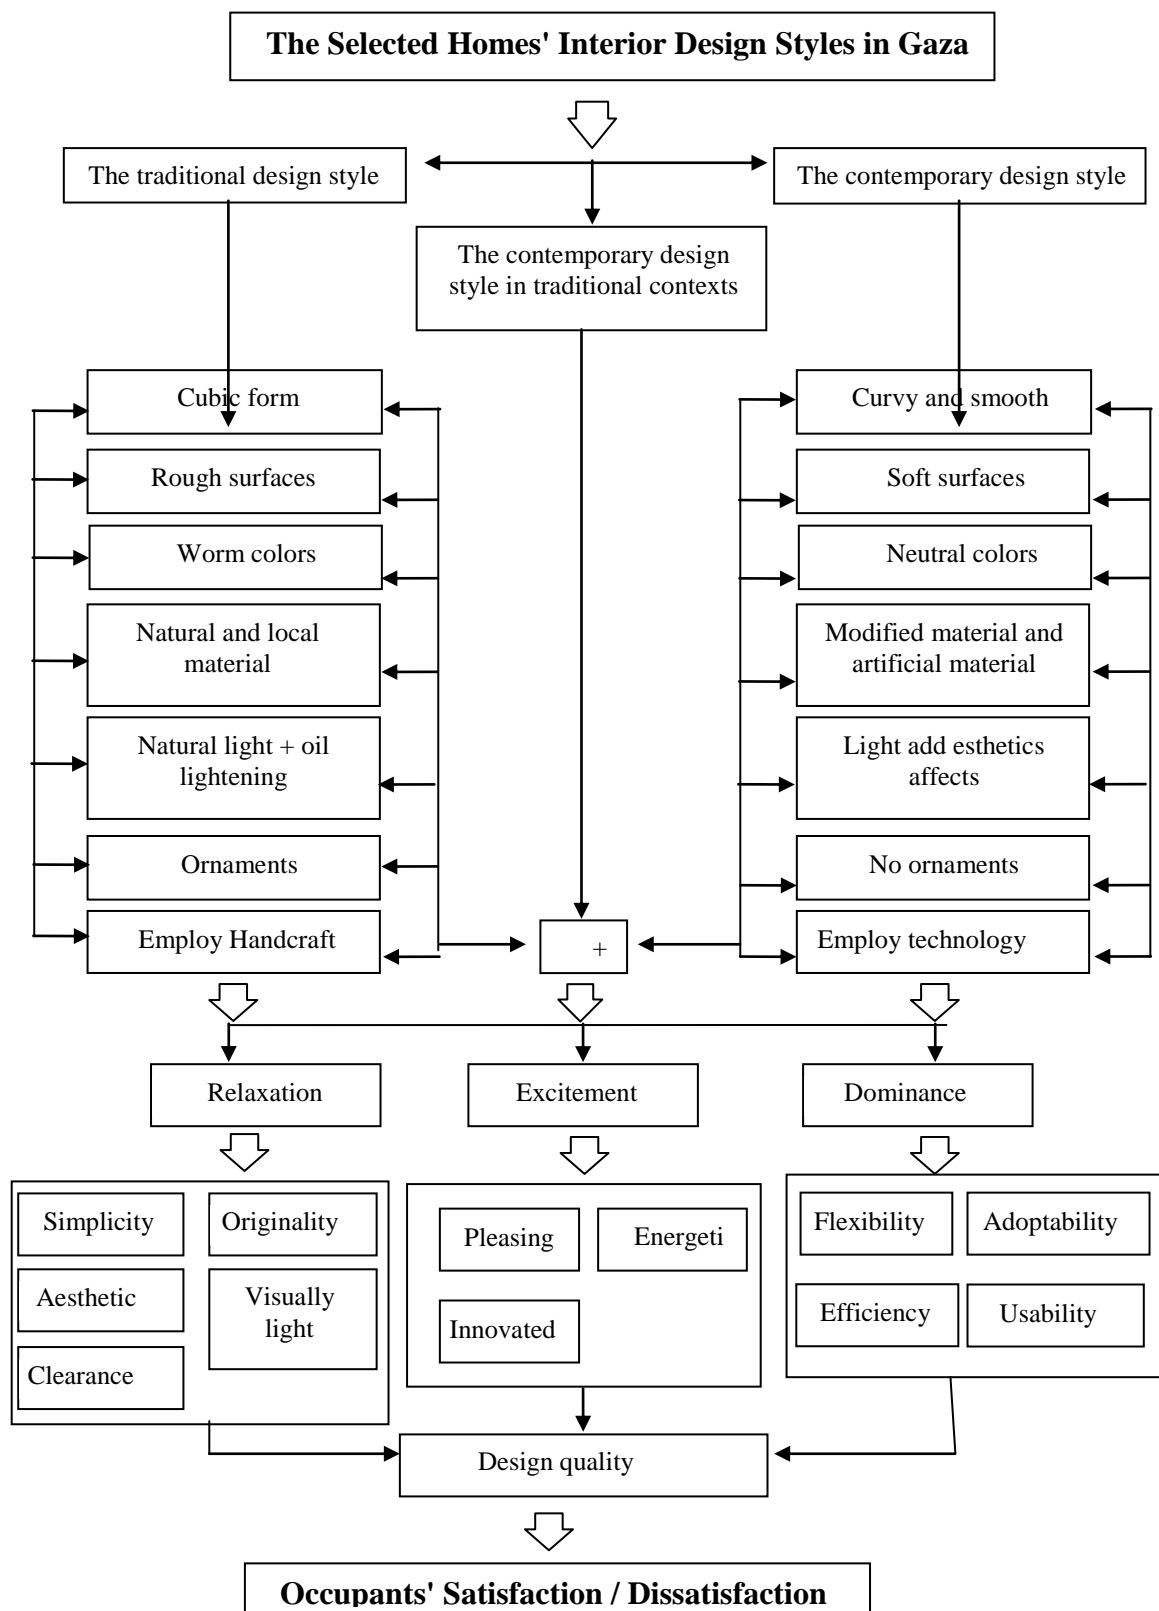 The Selected Homes' Interior Design Styles in Gaza
The traditional design style
The contemporary design style
The contemporary design
style in traditional contexts
Cubic form
Curvy and smooth
Rough surfaces
Soft surfaces
Worm colors
Neutral colors
Natural and local
material
Modified material and
artificial material
Natural light + oil
lightening
Light add esthetics
affects
Ornaments
No ornaments
Employ Handcraft
+
Employ technology
Relaxation
Excitement
Dominance
Simplicity
Originality
Aesthetic
Visually
light
Clearance
Pleasing
Energeti
Innovated
Flexibility
Adoptability
Efficiency
Usability
Design quality
Occupants' Satisfaction / Dissatisfaction